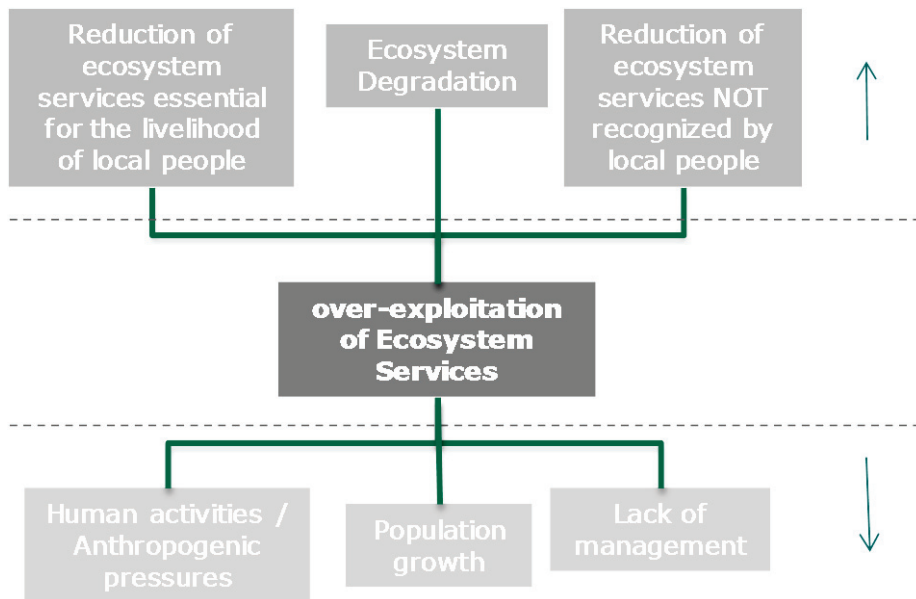 Reduction of
ecosystem
services essential
for the livelihood
of local people
Ecosystem
Degradation
Reduction of
ecosystem
services NOT
recognized by
local people
over-exploitation
of Ecosystem
Services
Human activities /
Anthropogenic
pressures
Population
growth
Lack of
management